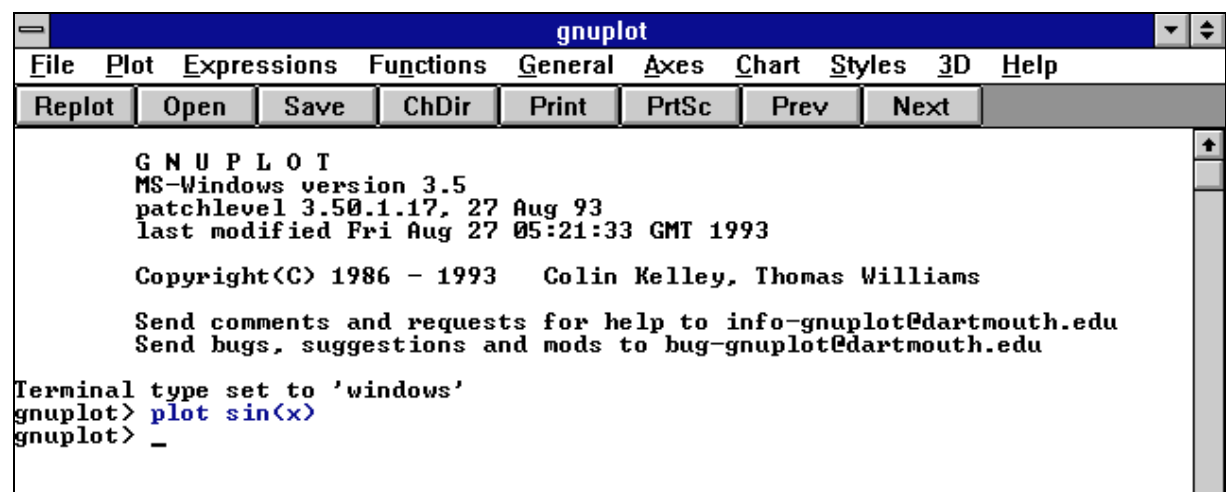 gnuplot
File Plot Expressions Functions General Axes Chart Styles 3D Help
Replot Open Save ChDir Print PrtSc Prev Next
G N U P L O T
MS-Windows version 3.5
patchlevel 3.50.1.17, 27 Aug 93
last modified Fri Aug 27 05:21:33 GMT 1993
Copyright(C) 1986 - 1993   Colin Kelley, Thomas Williams
Send comments and requests for help to info-gnuplot@dartmouth.edu
Send bugs, suggestions and mods to bug-gnuplot@dartmouth.edu
Terminal type set to 'windows'
gnuplot> plot sin(x)
gnuplot> _